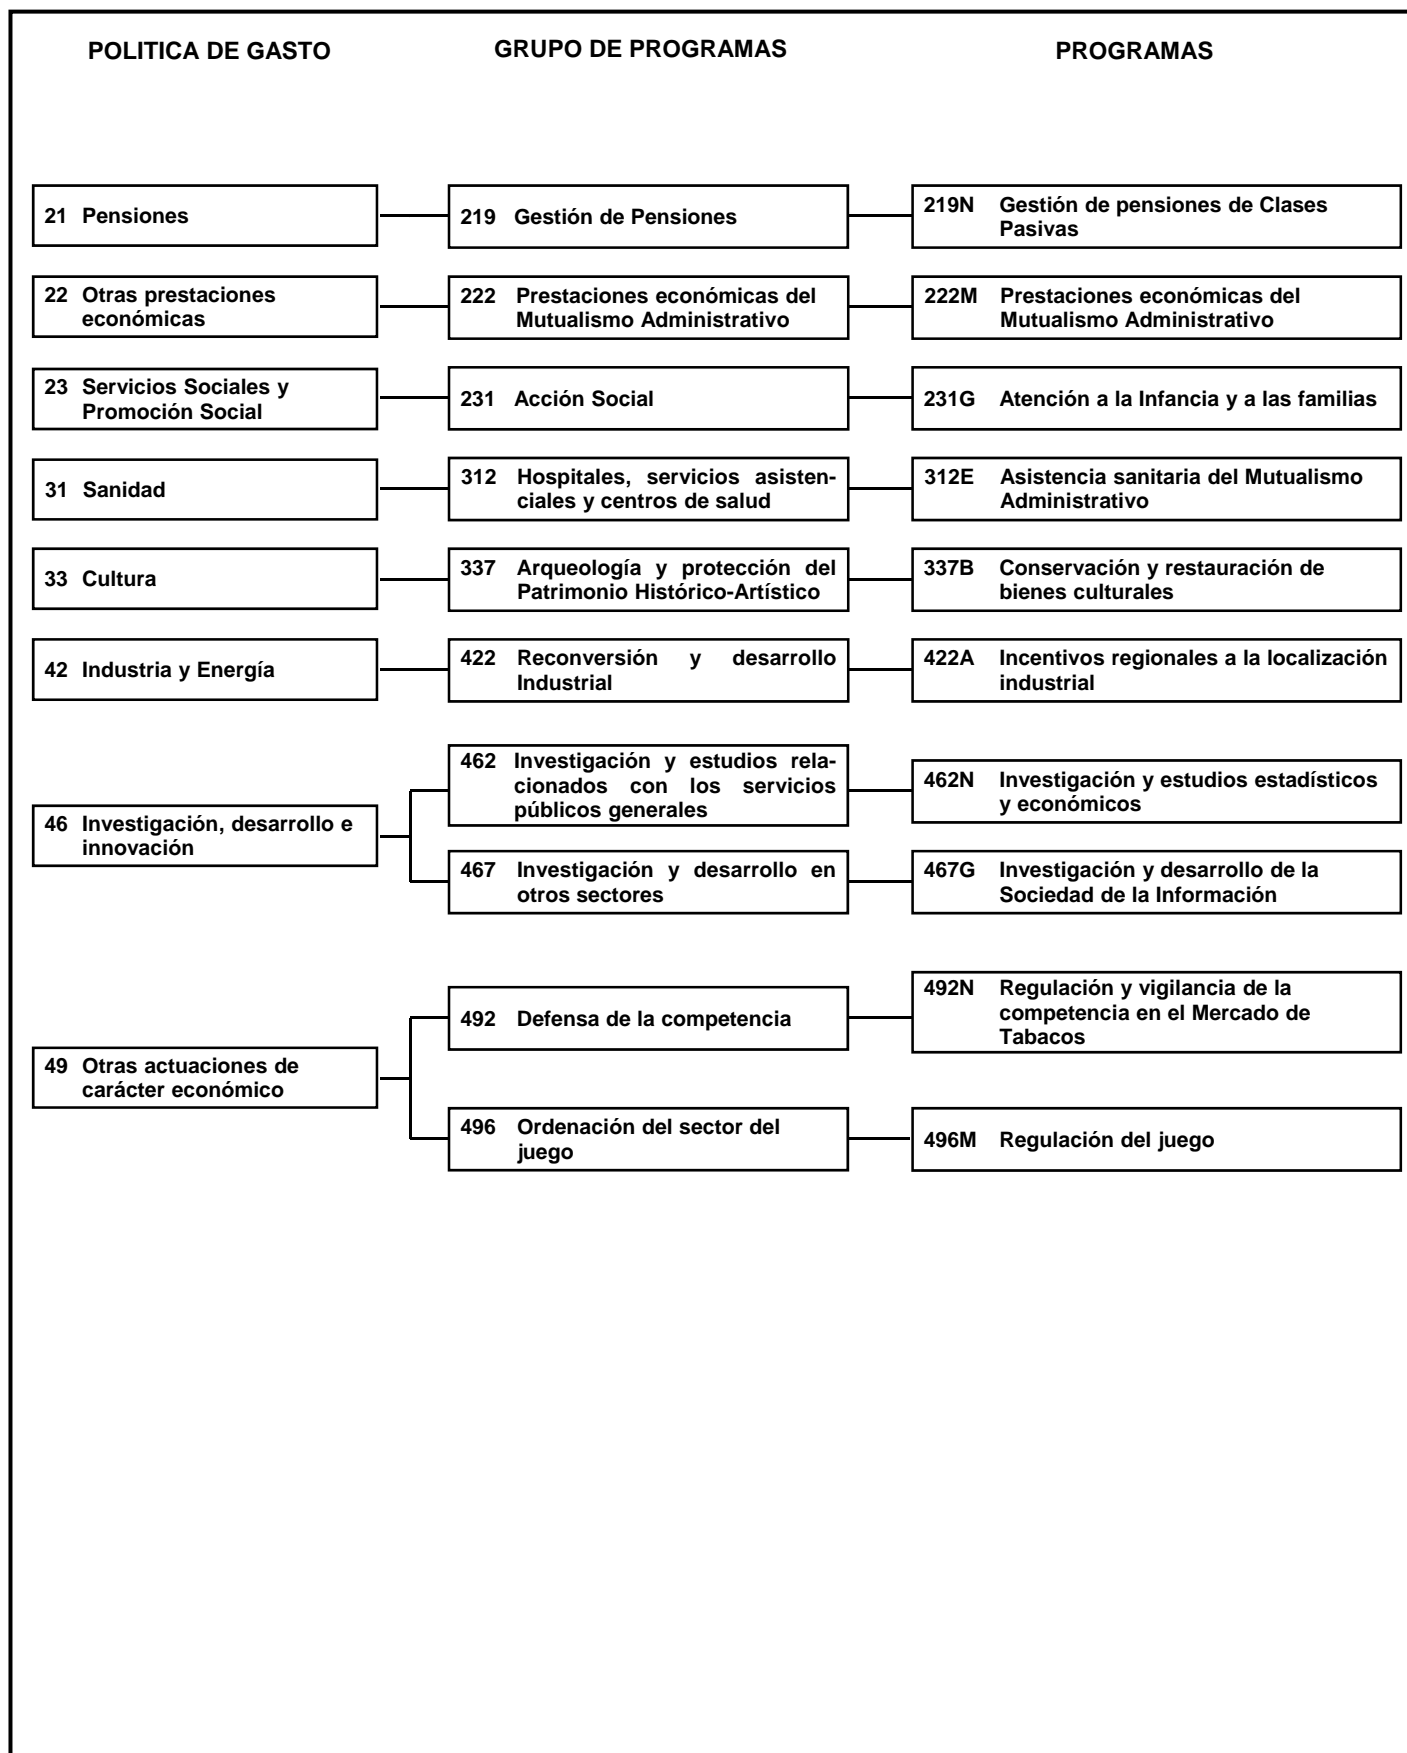 POLITICA DE GASTO
GRUPO DE PROGRAMAS
PROGRAMAS
21 Pensiones
219 Gestión de Pensiones
219N Gestión de pensiones de Clases
Pasivas
22 Otras prestaciones
económicas
222 Prestaciones económicas del
Mutualismo Administrativo
222M Prestaciones económicas del
Mutualismo Administrativo
23 Servicios Sociales y
Promoción Social
231 Acción Social
231G Atención a la Infancia y a las familias
31 Sanidad
312 Hospitales, servicios asisten-
ciales y centros de salud
312E Asistencia sanitaria del Mutualismo
Administrativo
33 Cultura
337 Arqueología y protección del
Patrimonio Histórico-Artístico
337B Conservación y restauración de
bienes culturales
42 Industria y Energía
422 Reconversión y desarrollo
Industrial
422A Incentivos regionales a la localización
industrial
46 Investigación, desarrollo e
innovación
462 Investigación y estudios rela-
cionados con los servicios
públicos generales
462N Investigación y estudios estadísticos
y económicos
467 Investigación y desarrollo en
otros sectores
467G Investigación y desarrollo de la
Sociedad de la Información
49 Otras actuaciones de
carácter económico
492 Defensa de la competencia
492N Regulación y vigilancia de la
competencia en el Mercado de
Tabacos
496 Ordenación del sector del
juego
496M Regulación del juego